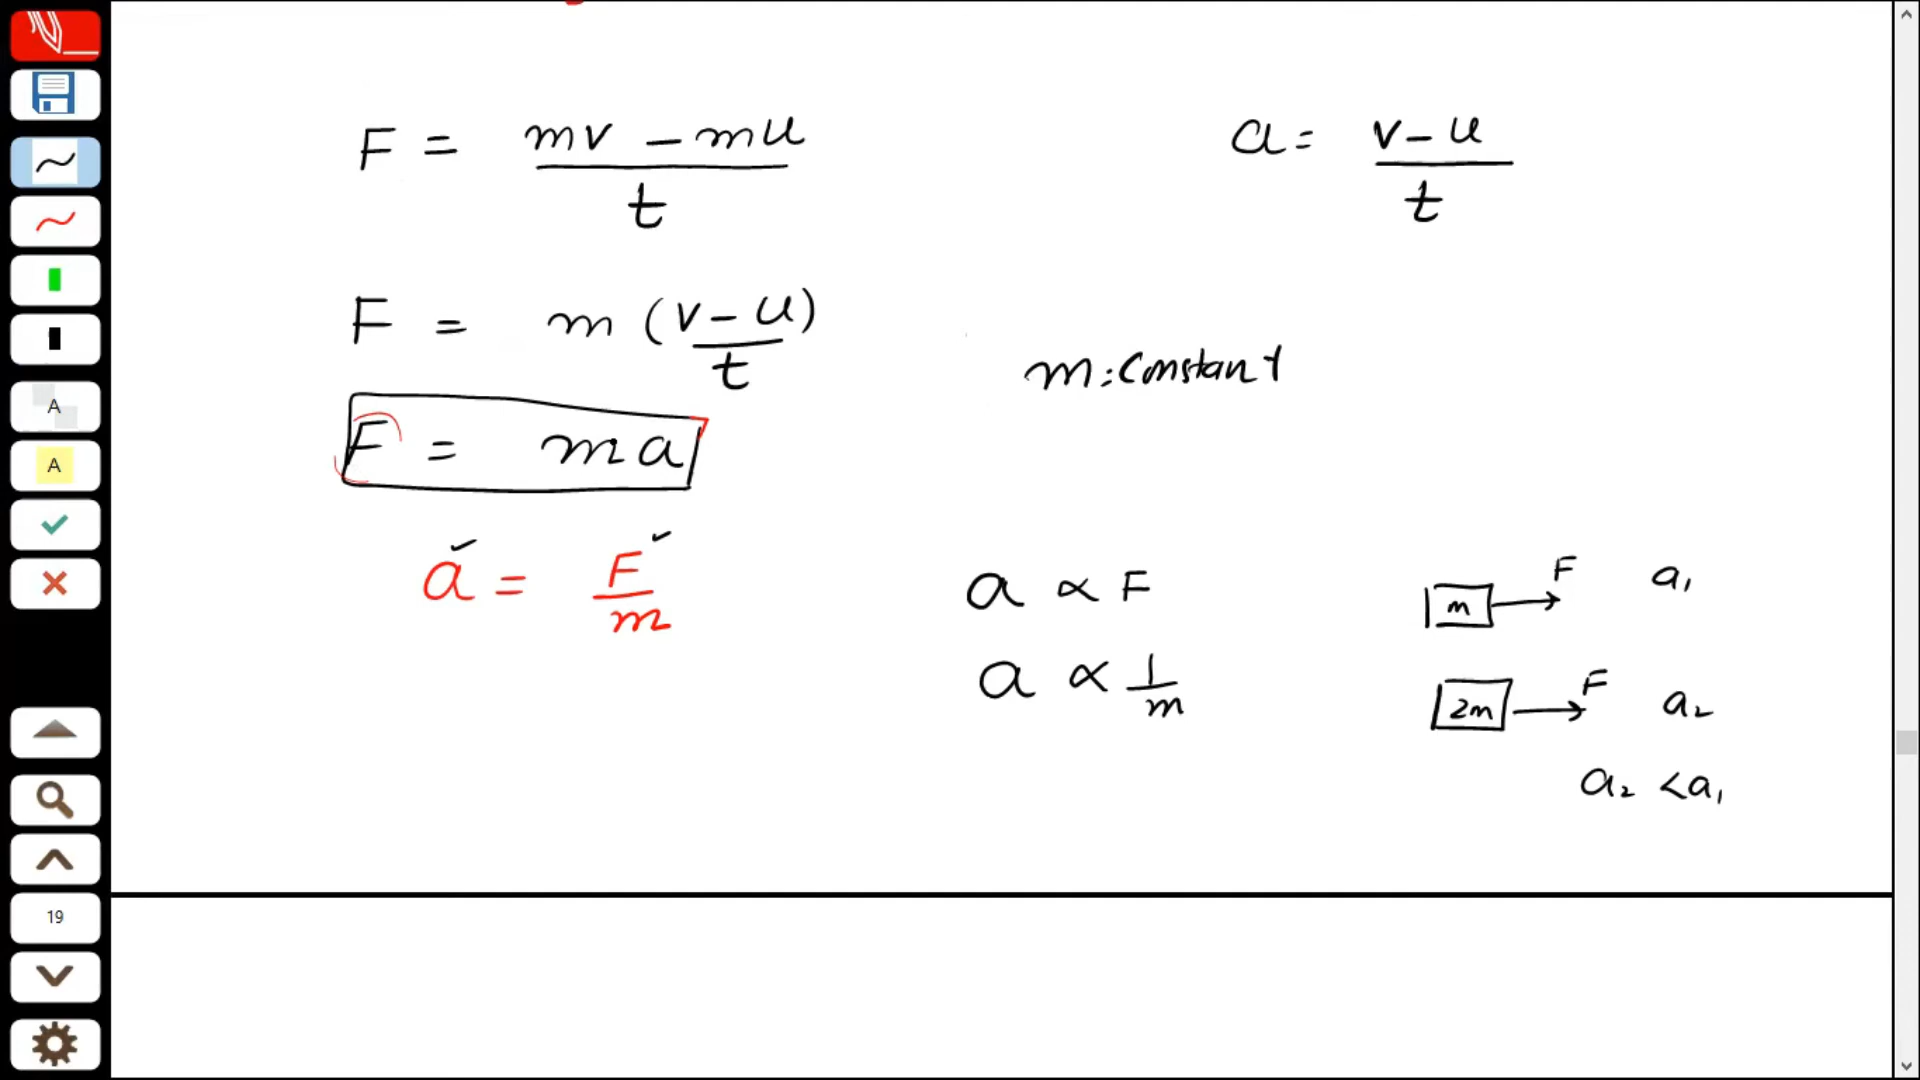 F = mv - mu / t
a = v - u / t
F = m (v - u) / t
m : constant
F = ma
a = F / m
a ∝ F
a ∝ 1 / m
m F a₁
2m F a₂
a₂ < a₁
A
A
19